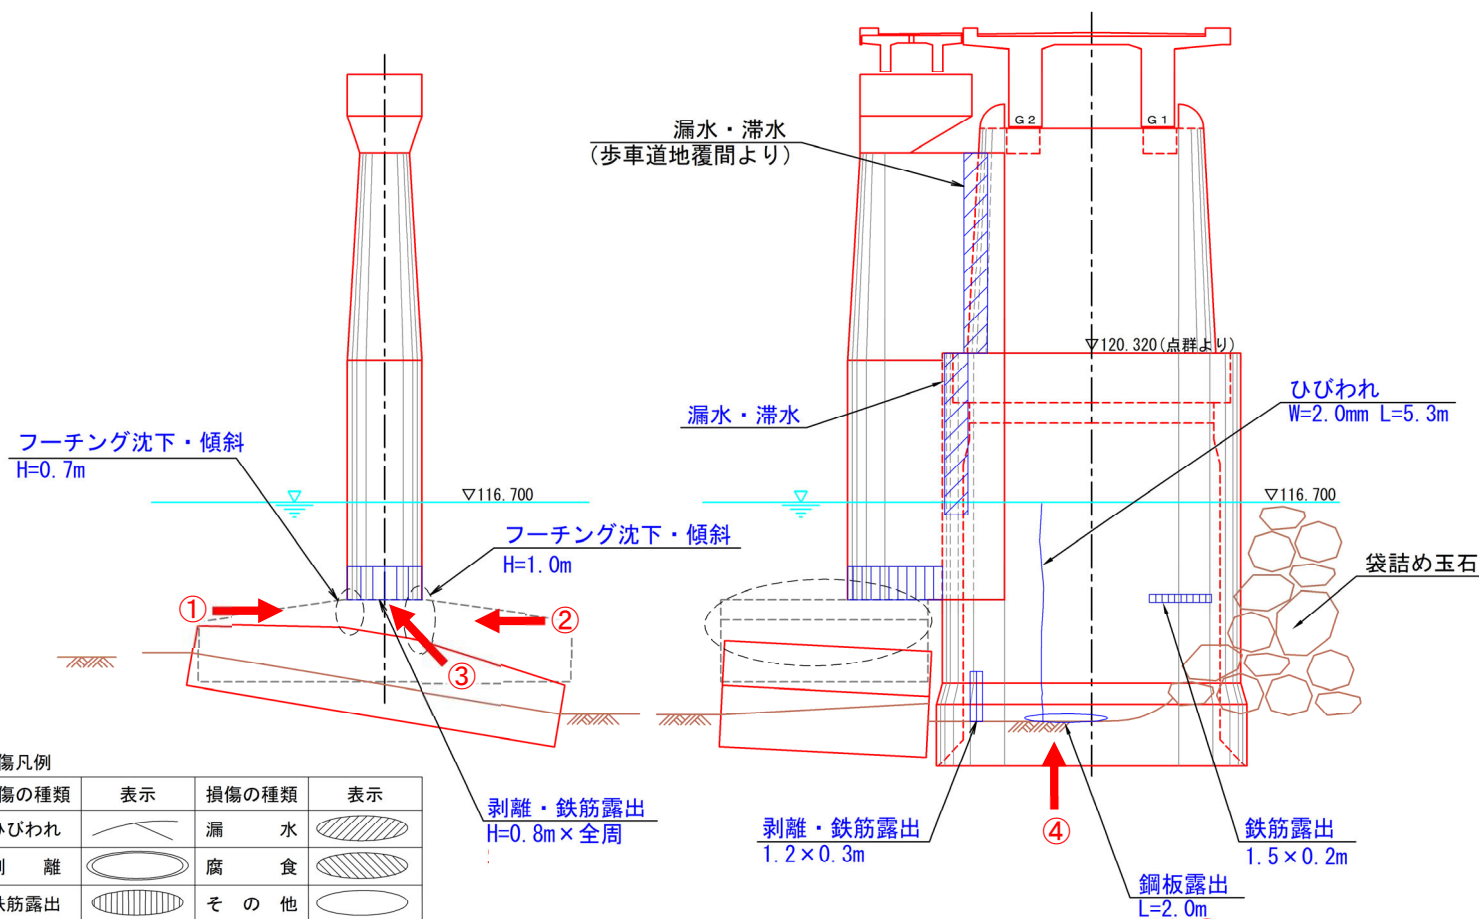 漏水・滞水
(歩車道地覆間より)
G2
G1
▽120.320(点群より)
ひびわれ
W=2.0mm L=5.3m
漏水・滞水
フーチング沈下・傾斜
H=0.7m
▽116.700
▽116.700
フーチング沈下・傾斜
H=1.0m
袋詰め玉石
①
②
③
剥離・鉄筋露出
H=0.8m×全周
剥離・鉄筋露出
1.2×0.3m
④
鉄筋露出
1.5×0.2m
鋼板露出
L=2.0m
傷凡例
傷の種類 表示 損傷の種類 表示
びわれ 漏 水
離 腐 食
鉄筋露出 そ の 他